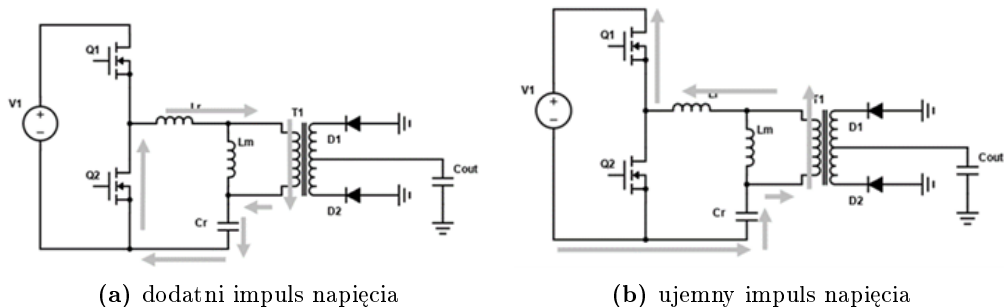 Q1
V1
+
−
Q2
Lr
T1
Lm
D1
D2
Cr
Cout
Q1
V1
+
−
Q2
T1
Lm
D1
D2
Cr
Cout
(a) dodatni impuls napięcia
(b) ujemny impuls napięcia